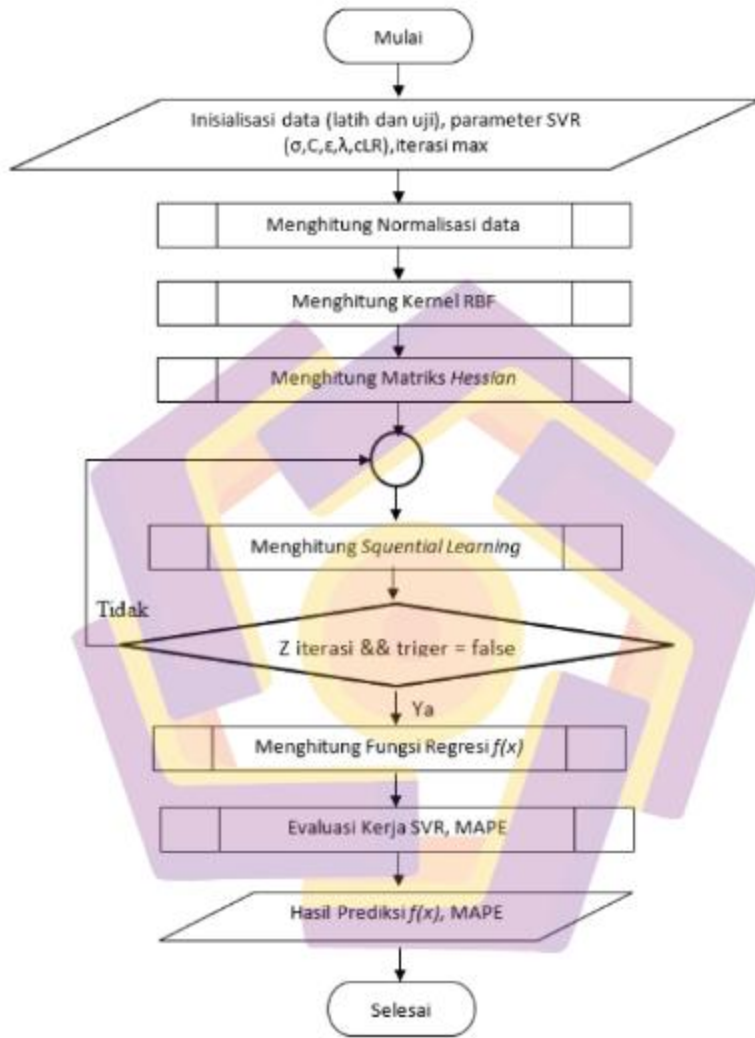 Mulai
Inisialisasi data (latih dan uji), parameter SVR
(σ,C,ε,λ,cLR),iterasi max
Menghitung Normalisasi data
Menghitung Kernel RBF
Menghitung Matriks Hessian
Menghitung Squential Learning
Tidak
Z iterasi && triger = false
Ya
Menghitung Fungsi Regresi f(x)
Evaluasi Kerja SVR, MAPE
Hasil Prediksi f(x), MAPE
Selesai